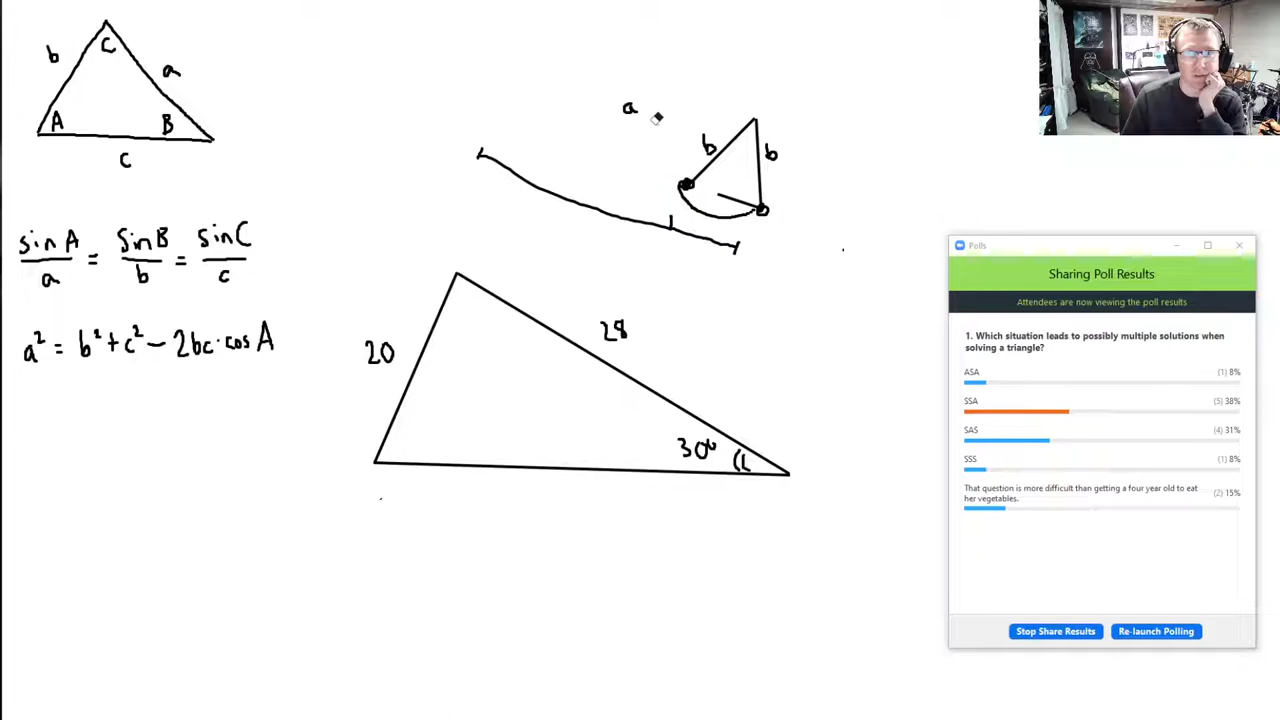 b
C
a
A
B
c
sin A / a = sin B / b = sin C / c
a² = b² + c² − 2bc · cos A
a
b
b
20
28
30°
Polls
Sharing Poll Results
Attendees are now viewing the poll results
1. Which situation leads to possibly multiple solutions when
solving a triangle?
ASA (1) 8%
SSA (5) 38%
SAS (4) 31%
SSS (1) 8%
That question is more difficult than getting a four year old to eat
her vegetables. (2) 15%
Stop Share Results
Re-launch Polling